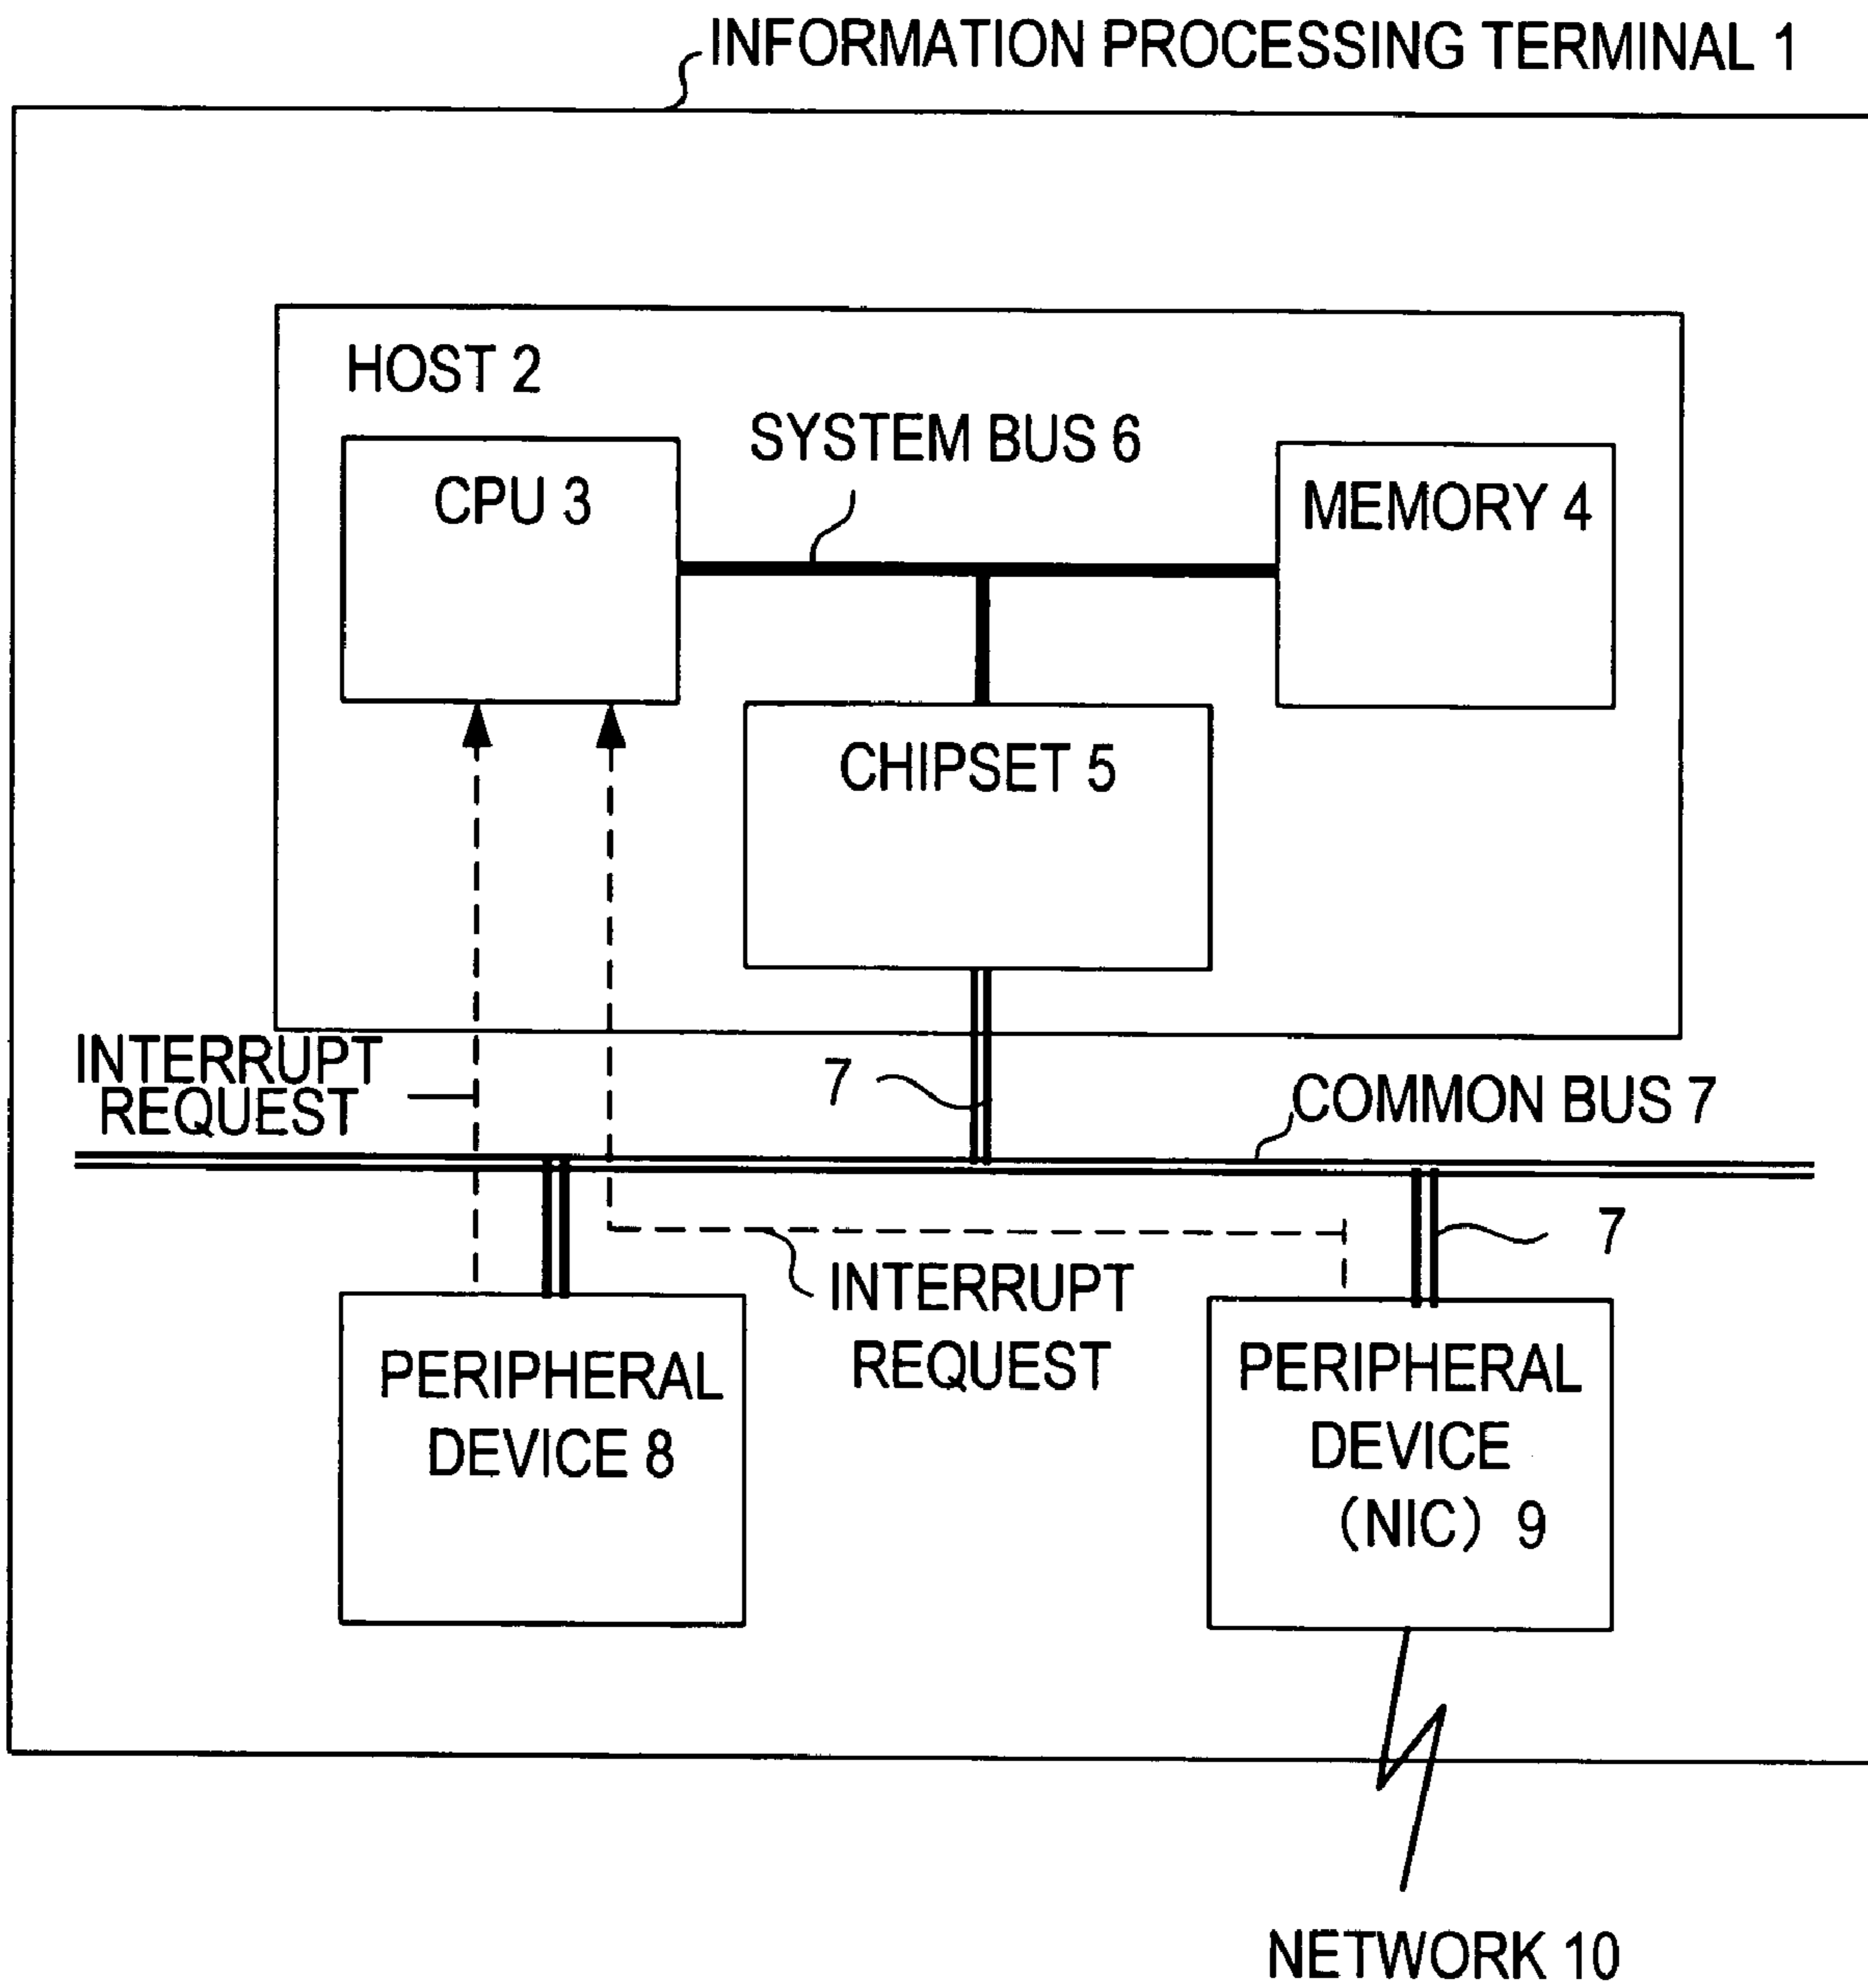 INFORMATION PROCESSING TERMINAL 1
HOST 2
SYSTEM BUS 6
CPU 3
MEMORY 4
CHIPSET 5
INTERRUPT
REQUEST
7
COMMON BUS 7
7
INTERRUPT
REQUEST
PERIPHERAL
DEVICE 8
PERIPHERAL
DEVICE
(NIC) 9
NETWORK 10